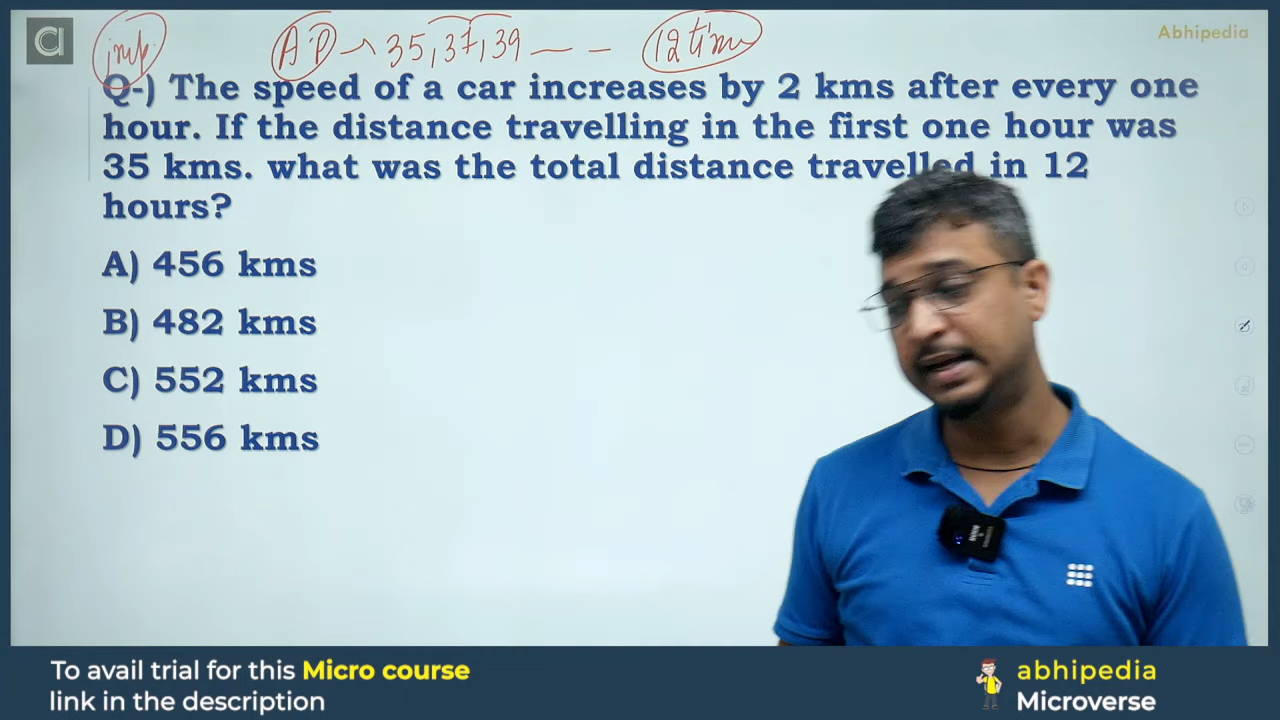 imp.
AP → 35, 37, 39 — - 12 time
Abhipedia
Q-) The speed of a car increases by 2 kms after every one
hour. If the distance travelling in the first one hour was
35 kms. what was the total distance travelled in 12
hours?
A) 456 kms
B) 482 kms
C) 552 kms
D) 556 kms
To avail trial for this Micro course
link in the description
abhipedia
Microverse